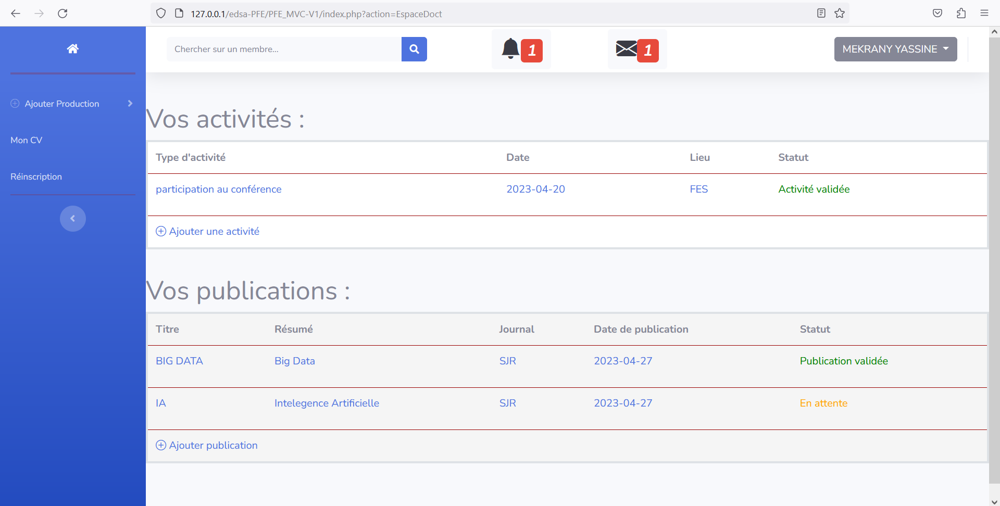 127.0.0.1/edsa-PFE/PFE_MVC-V1/index.php?action=EspaceDoct
Chercher sur un membre...
1
1
MEKRANY YASSINE
Ajouter Production
Mon CV
Réinscription
Vos activités :
Type d'activité Date Lieu Statut
participation au conférence 2023-04-20 FES Activité validée
Ajouter une activité
Vos publications :
Titre Résumé Journal Date de publication Statut
BIG DATA Big Data SJR 2023-04-27 Publication validée
IA Intelegence Artificielle SJR 2023-04-27 En attente
Ajouter publication